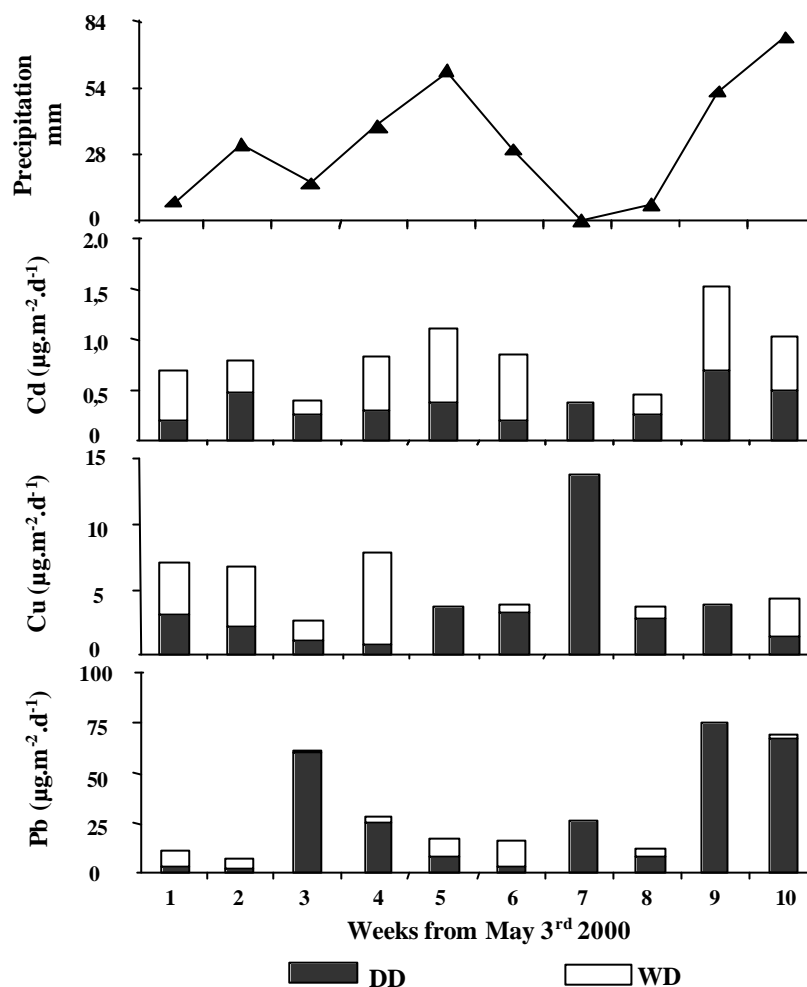 84
54
28
0
Precipitation
mm
2,0
1,5
1,0
0,5
0
Cd (µg.m⁻².d⁻¹)
15
10
5
0
Cu (µg.m⁻².d⁻¹)
100
75
50
25
0
Pb (µg.m⁻².d⁻¹)
1 2 3 4 5 6 7 8 9 10
Weeks from May 3rd 2000
DD WD